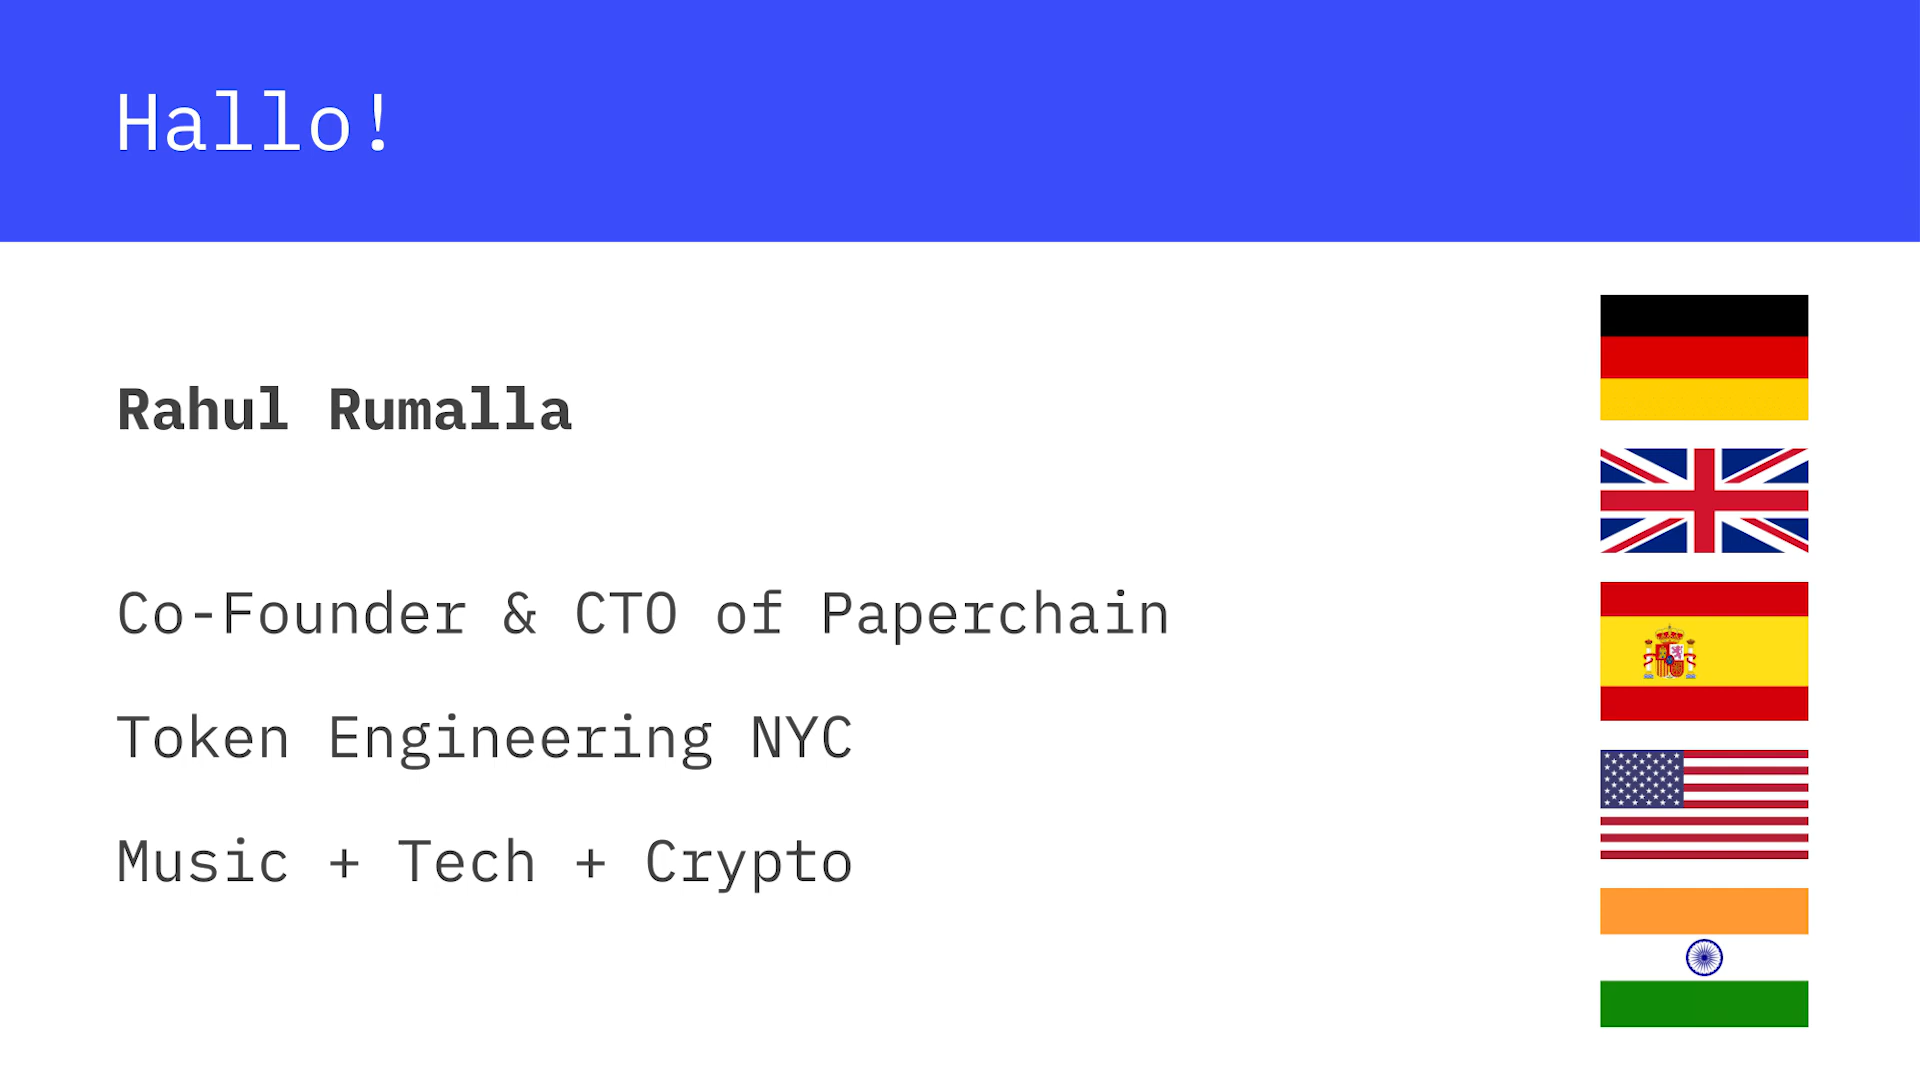 Hallo!
Rahul Rumalla
Co-Founder & CTO of Paperchain
Token Engineering NYC
Music + Tech + Crypto